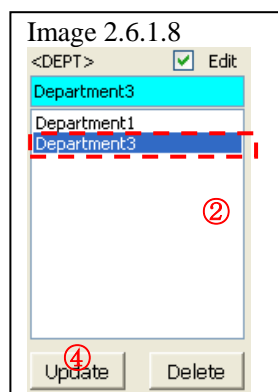 Image 2.6.1.8
<DEPT> Edit
Department3
Department1
Department3
②
④
Update Delete